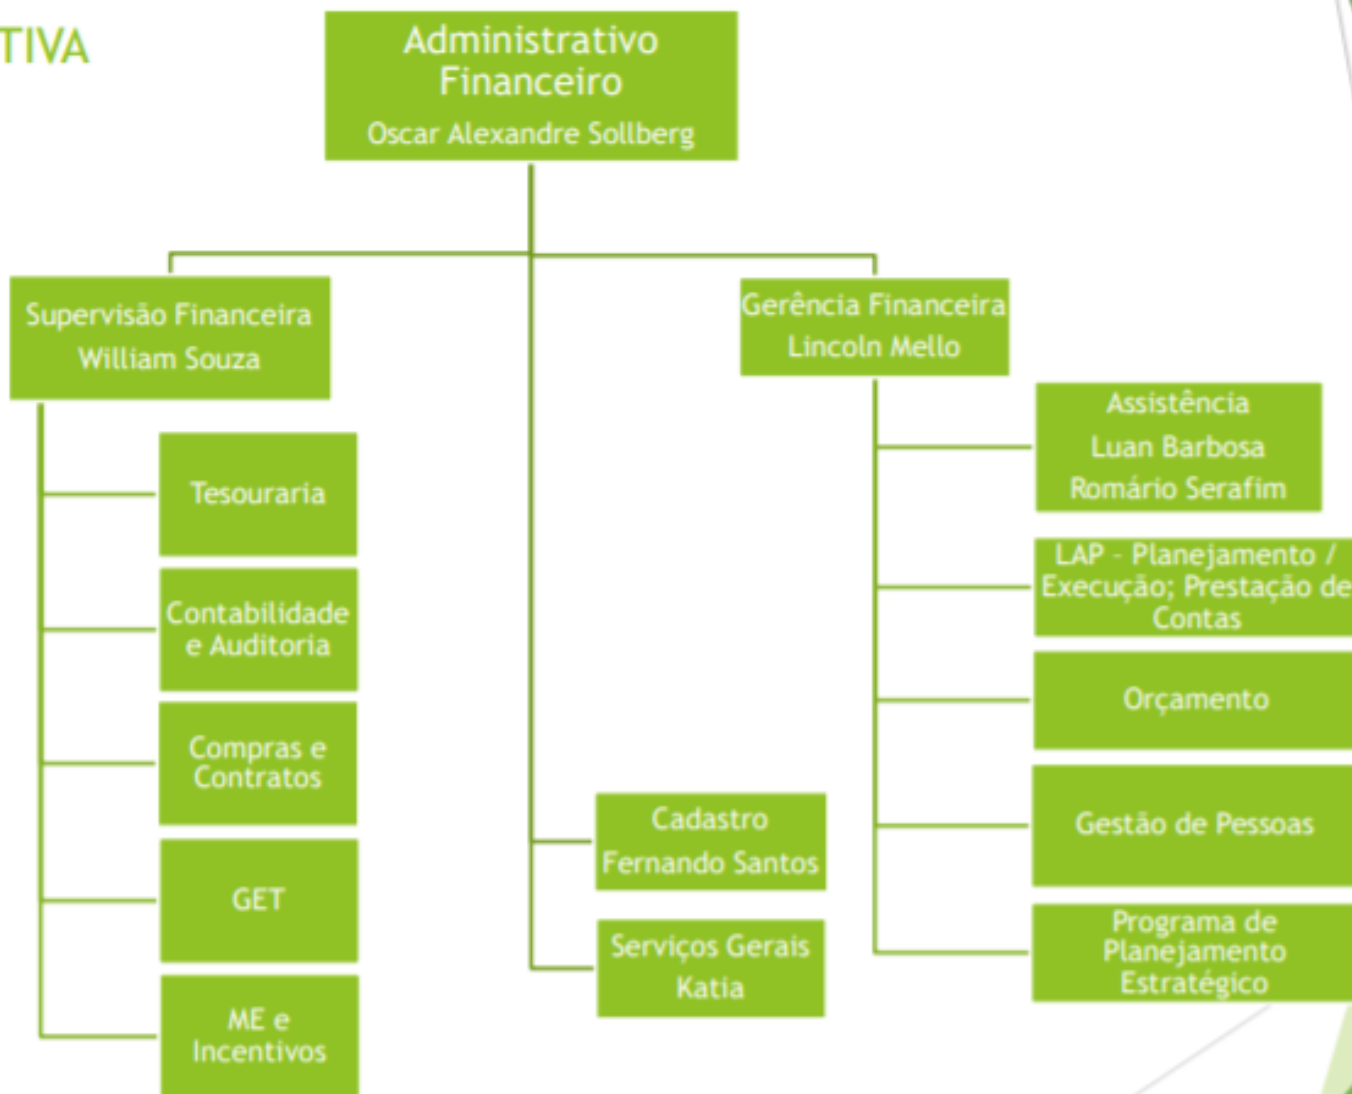 TIVA
Administrativo
Financeiro
Oscar Alexandre Sollberg
Supervisão Financeira
William Souza
Tesouraria
Contabilidade
e Auditoria
Compras e
Contratos
GET
ME e
Incentivos
Cadastro
Fernando Santos
Serviços Gerais
Katia
Gerência Financeira
Lincoln Mello
Assistência
Luan Barbosa
Romário Serafim
LAP - Planejamento /
Execução; Prestação de
Contas
Orçamento
Gestão de Pessoas
Programa de
Planejamento
Estratégico